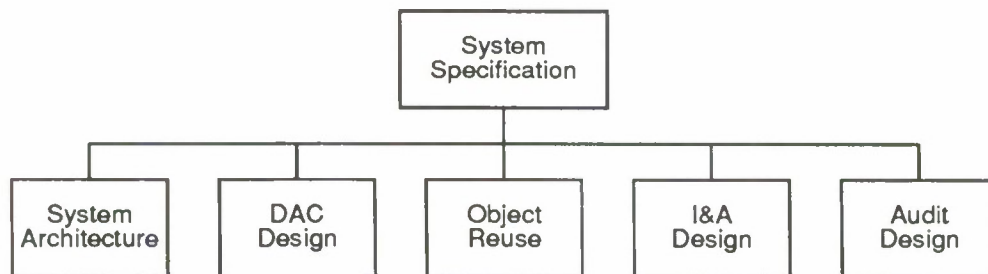 System
Specification
System
Architecture
DAC
Design
Object
Reuse
I&A
Design
Audit
Design